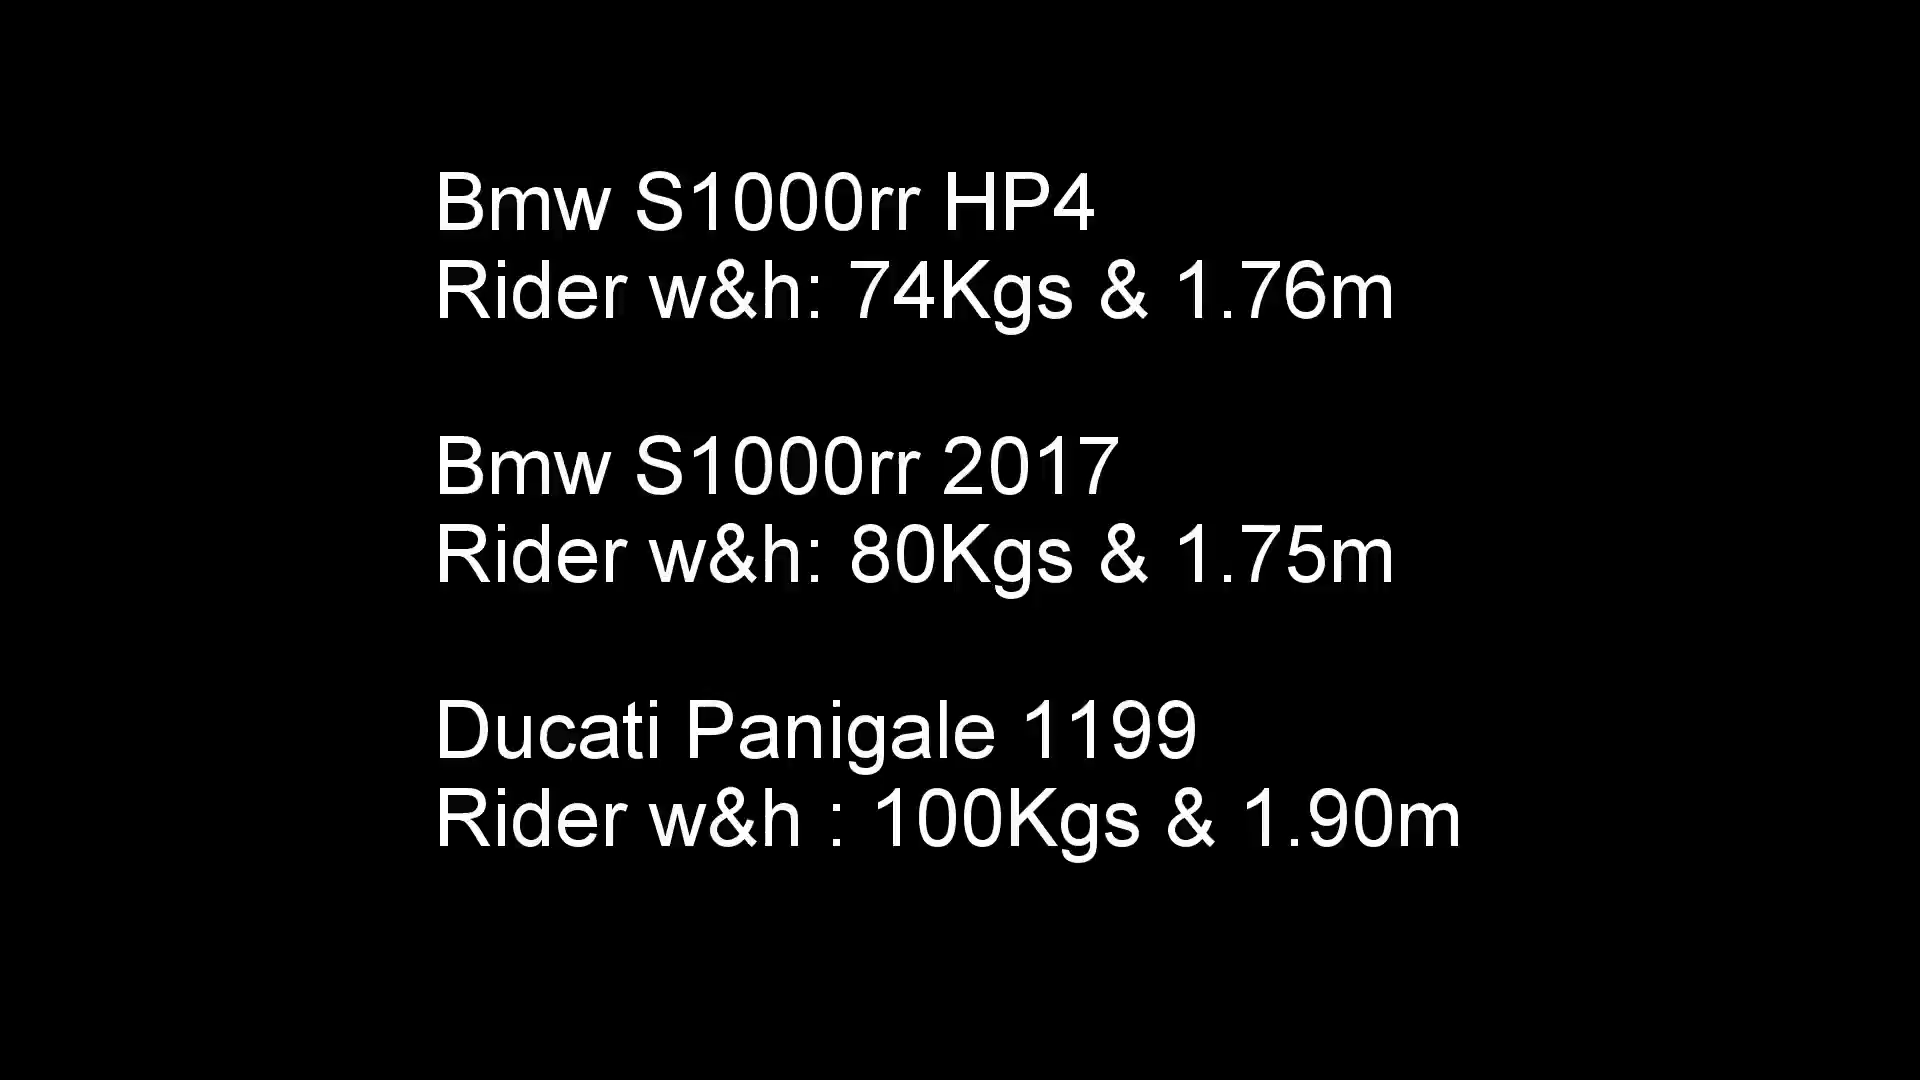 Bmw S1000rr HP4
Rider w&h: 74Kgs & 1.76m
Bmw S1000rr 2017
Rider w&h: 80Kgs & 1.75m
Ducati Panigale 1199
Rider w&h : 100Kgs & 1.90m